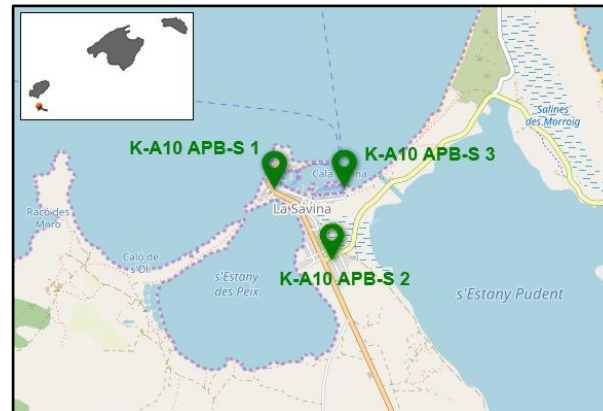 K-A10 APB-S 1
K-A10 APB-S 3
Cala Savina
La Savina
K-A10 APB-S 2
Racó des
Moro
Caló de
s'Oli
s'Estany
des Peix
s'Estany Pudent
Salines
des Morroig